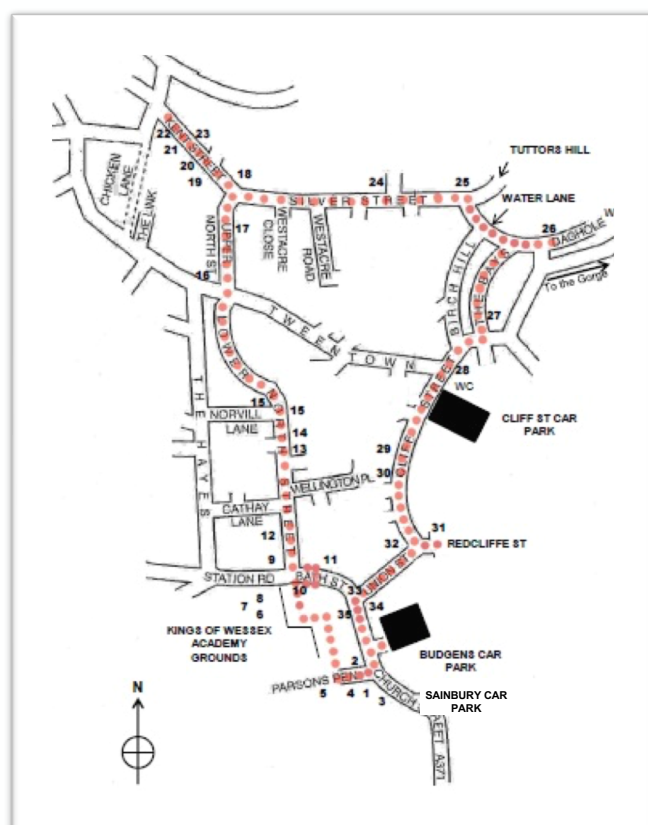 TUTTORS HILL
WATER LANE
KENT STREET
22
23
21
20
19
18
CHICKEN LANE
THE LINK
24
25
SILVER STREET
26
DAGHOLE
W
17
UPPER NORTH ST
WESTACRE CLOSE
WESTACRE ROAD
BIRCH HILL
THE BAYS
To the Gorge
16
TWEENTOWN
27
28
WC
CLIFF STREET
CLIFF ST CAR
PARK
LOWER NORTH STREET
THE HAYES
15
15
NORVILL
LANE
14
13
29
30
WELLINGTON PL
CATHAY
LANE
12
31
32
REDCLIFFE ST
9
11
STATION RD
BATH ST
UNION ST
10
33
8
7
6
35
34
KINGS OF WESSEX
ACADEMY
GROUNDS
BUDGENS CAR
PARK
2
PARSONS PEN
5
4
1
3
CHURCH STREET A371
SAINBURY CAR
PARK
N